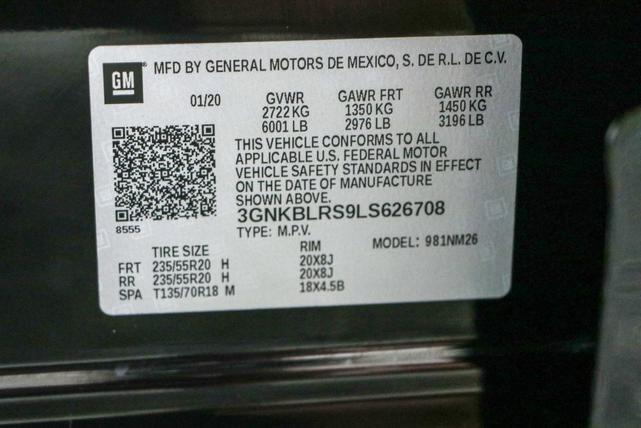 GM
MFD BY GENERAL MOTORS DE MEXICO, S. DE R.L. DE C.V.
01/20 GVWR GAWR FRT GAWR RR
2722 KG 1350 KG 1450 KG
6001 LB 2976 LB 3196 LB
THIS VEHICLE CONFORMS TO ALL
APPLICABLE U.S. FEDERAL MOTOR
VEHICLE SAFETY STANDARDS IN EFFECT
ON THE DATE OF MANUFACTURE
SHOWN ABOVE.
3GNKBLRS9LS626708
8555
TYPE: M.P.V. MODEL: 981NM26
TIRE SIZE RIM
FRT 235/55R20 H 20X8J
RR 235/55R20 H 20X8J
SPA T135/70R18 M 18X4.5B